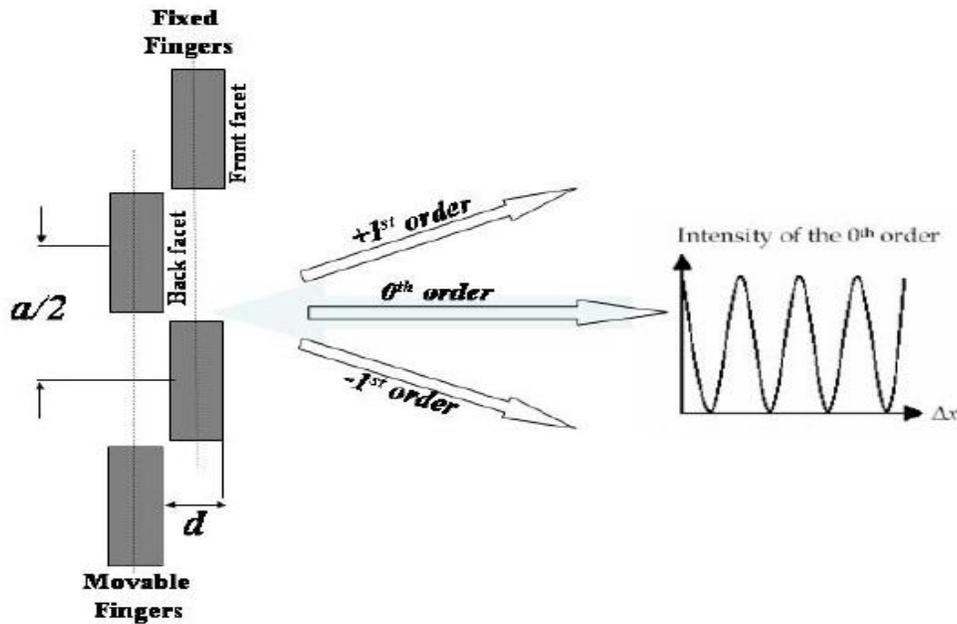 Fixed
Fingers
Front facet
Back facet
a/2
d
Movable
Fingers
+1st order
0th order
-1st order
Intensity of the 0th order
Δx